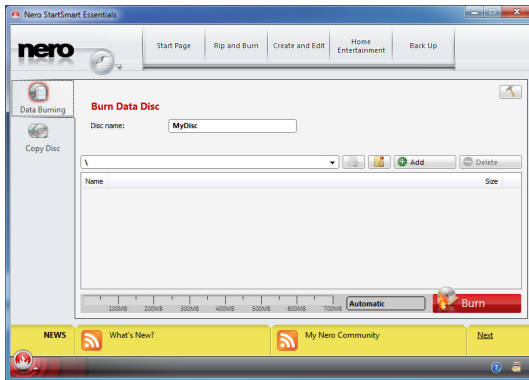 Nero StartSmart Essentials
nero
Start Page
Rip and Burn
Create and Edit
Home Entertainment
Back Up
Data Burning
Copy Disc
Burn Data Disc
Disc name:
MyDisc
\
Add
Delete
Name
Size
100MB 200MB 300MB 400MB 500MB 600MB 700MB
Automatic
Burn
NEWS
What's New?
My Nero Community
Next